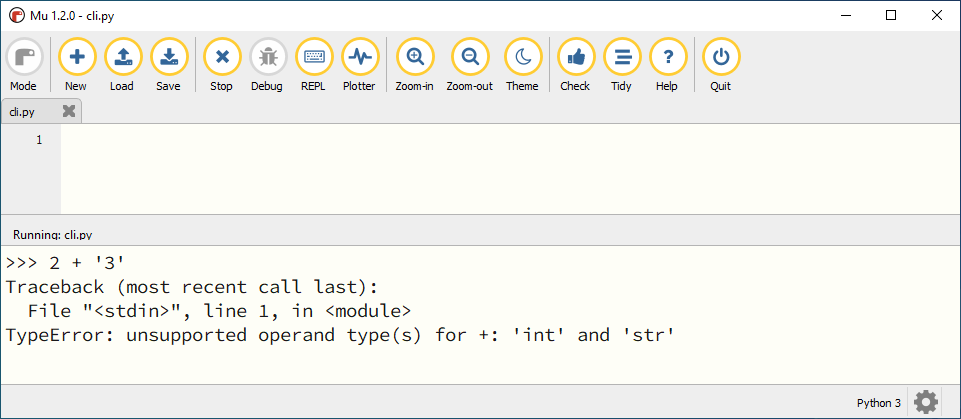 Mu 1.2.0 - cli.py
Mode New Load Save Stop Debug REPL Plotter Zoom-in Zoom-out Theme Check Tidy Help Quit
cli.py
1
Running: cli.py
>>> 2 + '3'
Traceback (most recent call last):
  File "<stdin>", line 1, in <module>
TypeError: unsupported operand type(s) for +: 'int' and 'str'
Python 3